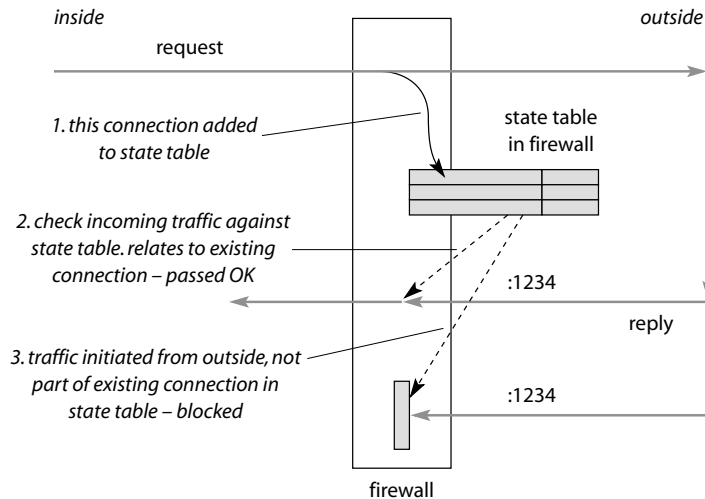 inside
outside
request
1. this connection added
to state table
state table
in firewall
2. check incoming traffic against
state table. relates to existing
connection – passed OK
:1234
reply
3. traffic initiated from outside, not
part of existing connection in
state table – blocked
:1234
firewall